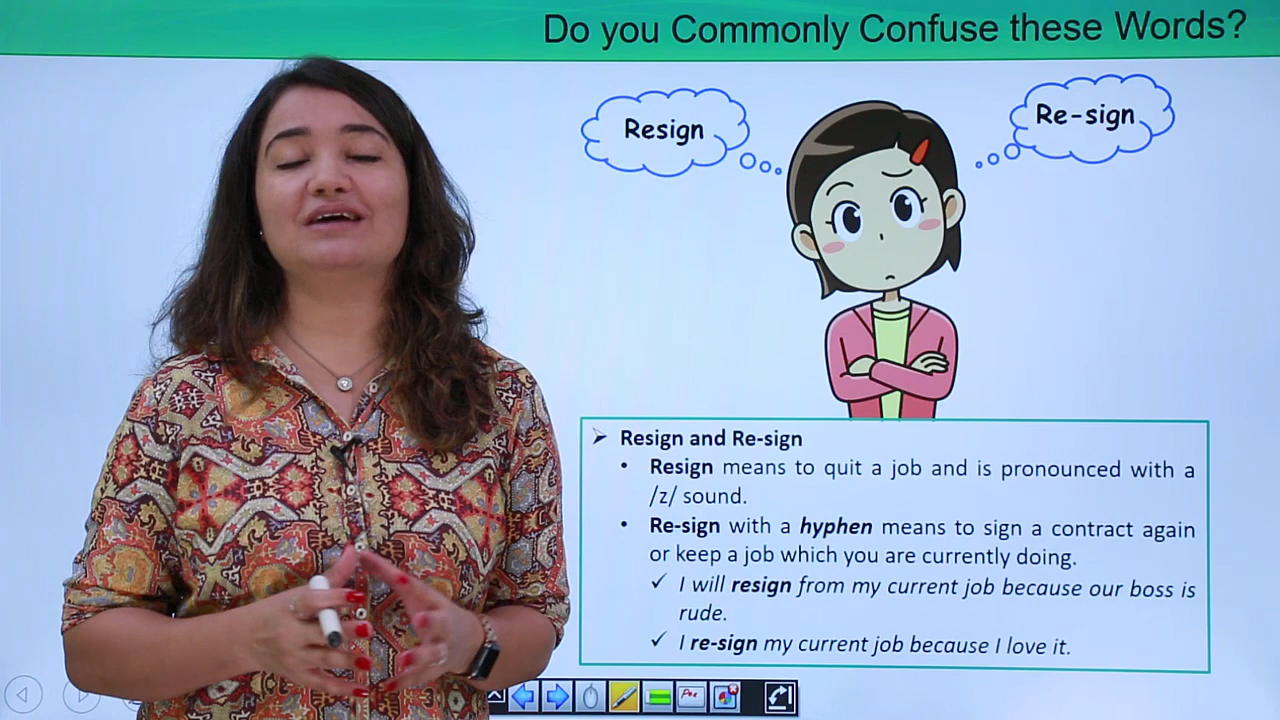 Do you Commonly Confuse these Words?
Resign
Re-sign
Resign and Re-sign
Resign means to quit a job and is pronounced with a
/z/ sound.
Re-sign with a hyphen means to sign a contract again
or keep a job which you are currently doing.
I will resign from my current job because our boss is
rude.
I re-sign my current job because I love it.
Pen